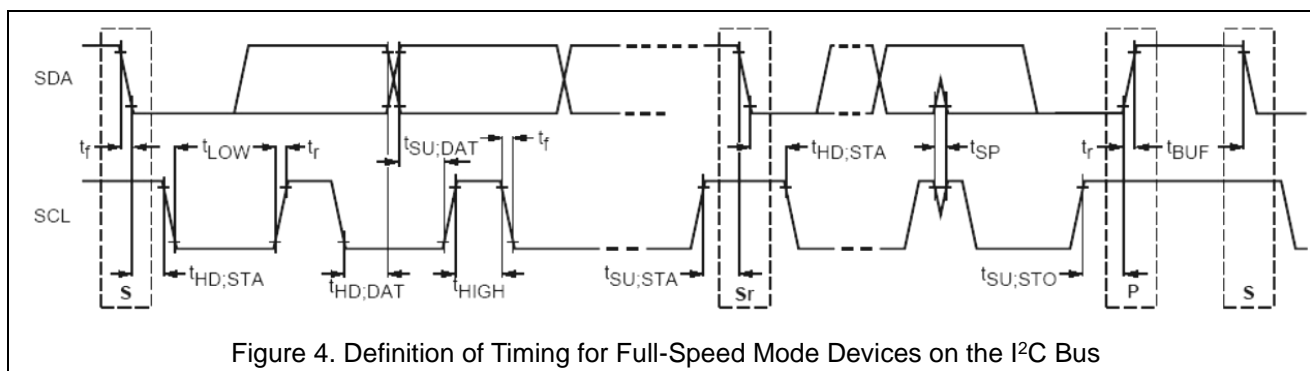 SDA
tf tLOW tr tSU;DAT tf tHD;STA tSP tr tBUF
SCL
tHD;STA tHD;DAT tHIGH tSU;STA tSU;STO
S Sr P S
Figure 4. Definition of Timing for Full-Speed Mode Devices on the I²C Bus